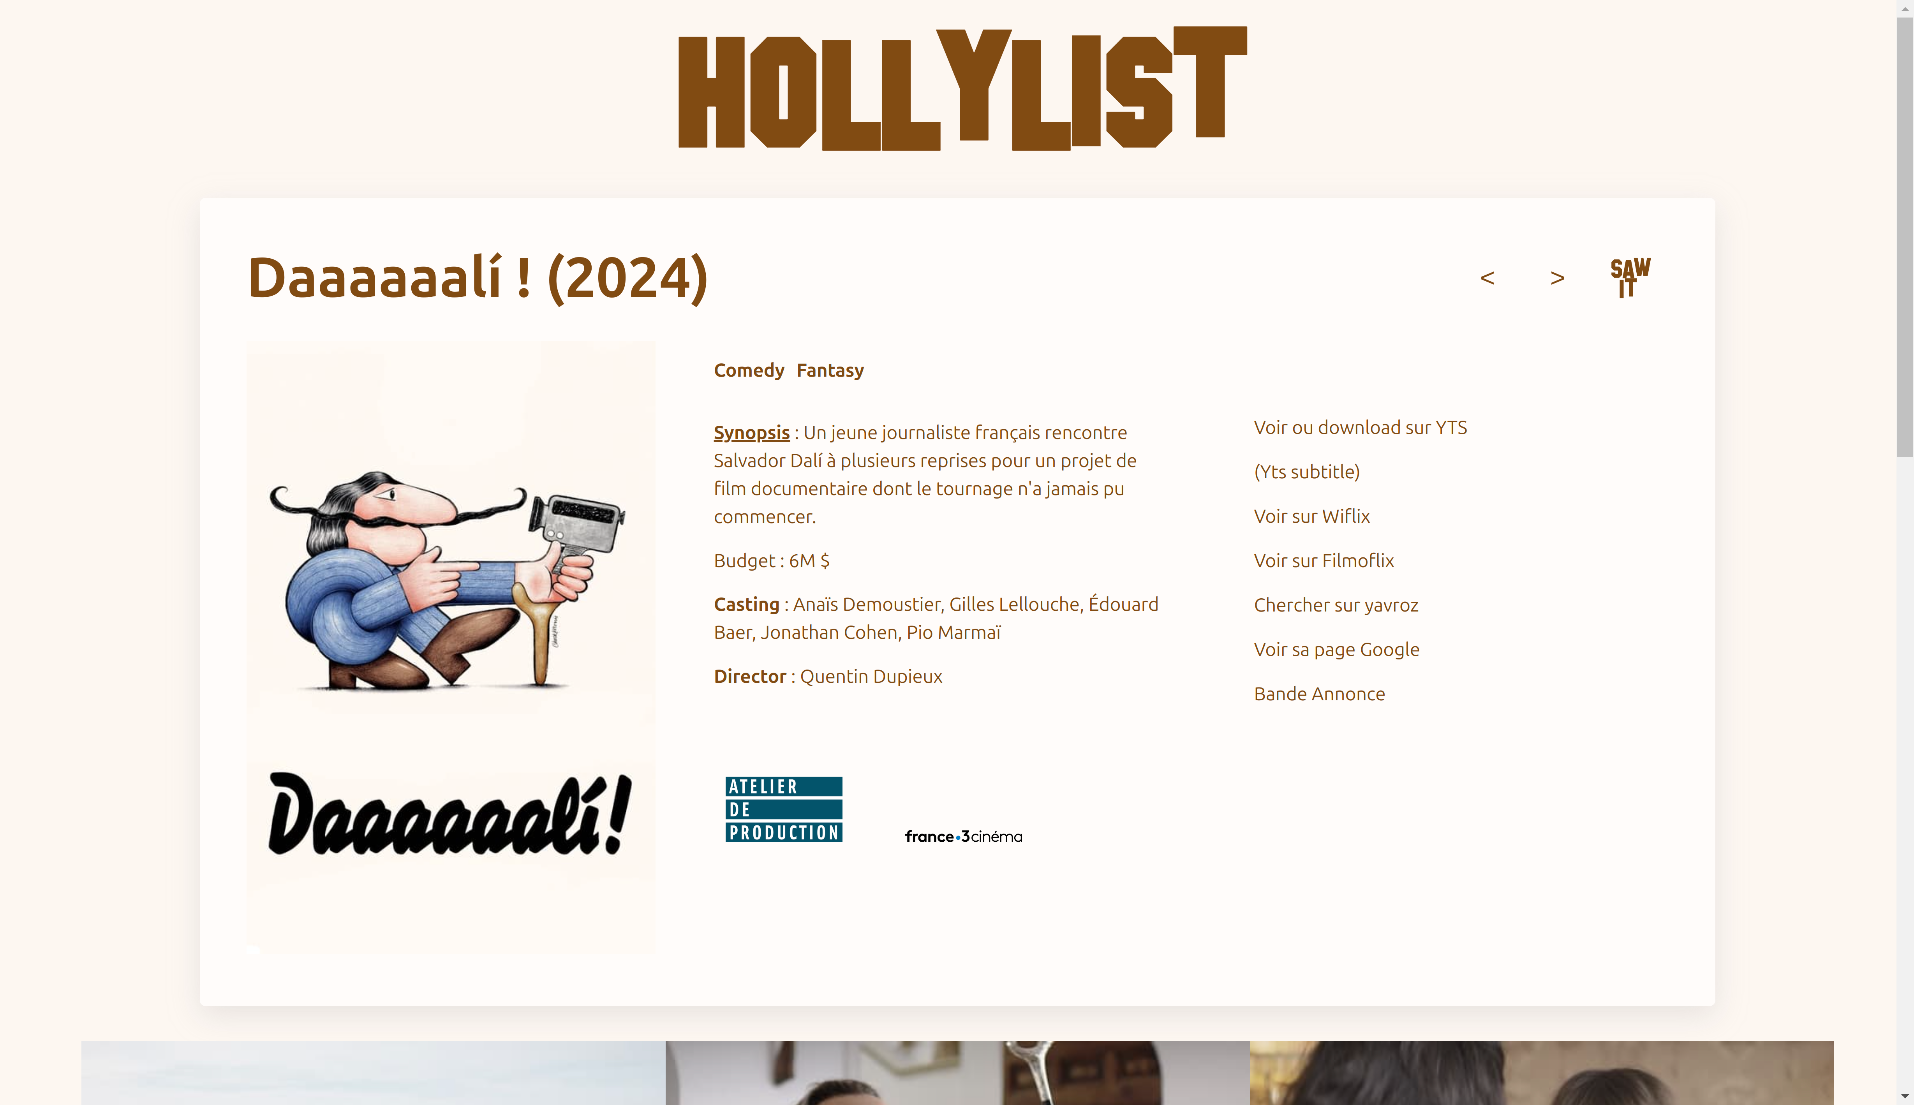 HOLLYLIST
Daaaaaalí ! (2024)
<
>
SAW
IT
Comedy Fantasy
Synopsis : Un jeune journaliste français rencontre
Salvador Dalí à plusieurs reprises pour un projet de
film documentaire dont le tournage n'a jamais pu
commencer.
Budget : 6M $
Casting : Anaïs Demoustier, Gilles Lellouche, Édouard
Baer, Jonathan Cohen, Pio Marmaï
Director : Quentin Dupieux
Voir ou download sur YTS
(Yts subtitle)
Voir sur Wiflix
Voir sur Filmoflix
Chercher sur yavroz
Voir sa page Google
Bande Annonce
Daaaaaalí!
ATELIER
DE
PRODUCTION
france•3cinéma